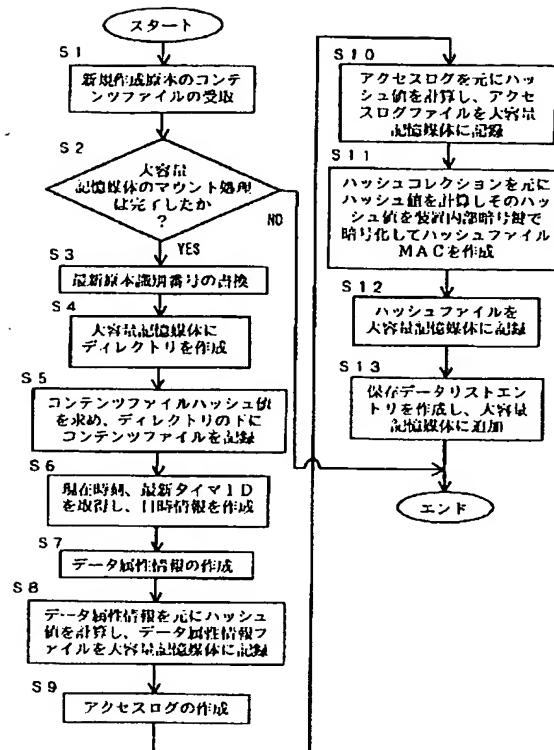 スタート
S1
新規作成原本のコンテ
ンツファイルの受取
S2
大容量
記憶媒体のマウント処理
は完了したか
?
NO
YES
S3
最新原本識別番号の書換
S4
大容量記憶媒体に
ディレクトリを作成
S5
コンテンツファイルハッシュ値
を求め、ディレクトリの下に
コンテンツファイルを記録
S6
現在時刻、最新タイマID
を取得し、日時情報を作成
S7
データ属性情報の作成
S8
データ属性情報を元にハッシュ
値を計算し、データ属性情報フ
ァイルを大容量記憶媒体に記録
S9
アクセスログの作成
S10
アクセスログを元にハッ
シュ値を計算し、アクセ
スログファイルを大容量
記憶媒体に記録
S11
ハッシュコレクションを元に
ハッシュ値を計算しそのハッ
シュ値を装置内部暗号鍵で
暗号化してハッシュファイル
MACを作成
S12
ハッシュファイルを
大容量記憶媒体に記録
S13
保存データリストエント
リを作成し、大容量
記憶媒体に追加
エンド